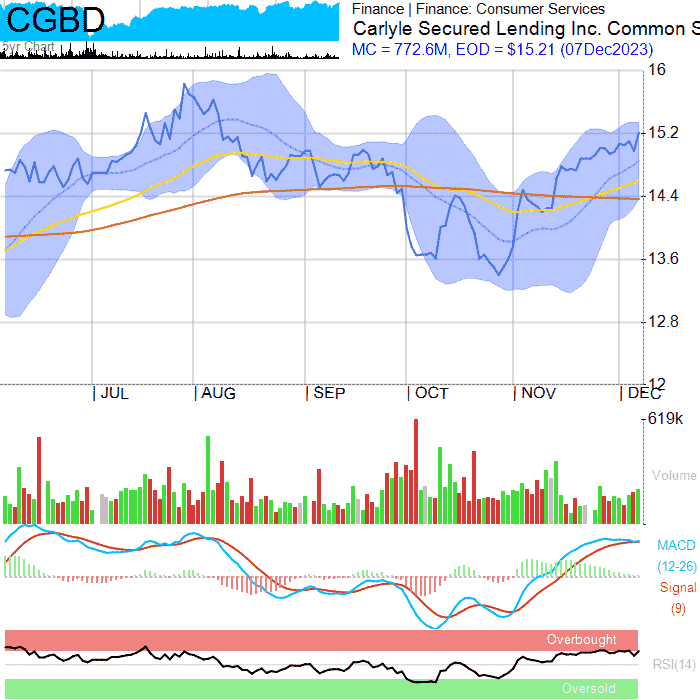 CGBD
5yr Chart
Finance | Finance: Consumer Services
Carlyle Secured Lending Inc. Common S
MC = 772.6M, EOD = $15.21 (07Dec2023)
16
15.2
14.4
13.6
12.8
12
| JUL | AUG | SEP | OCT | NOV | DEC
619k
Volume
MACD
(12-26)
Signal
(9)
Overbought
RSI(14)
Oversold